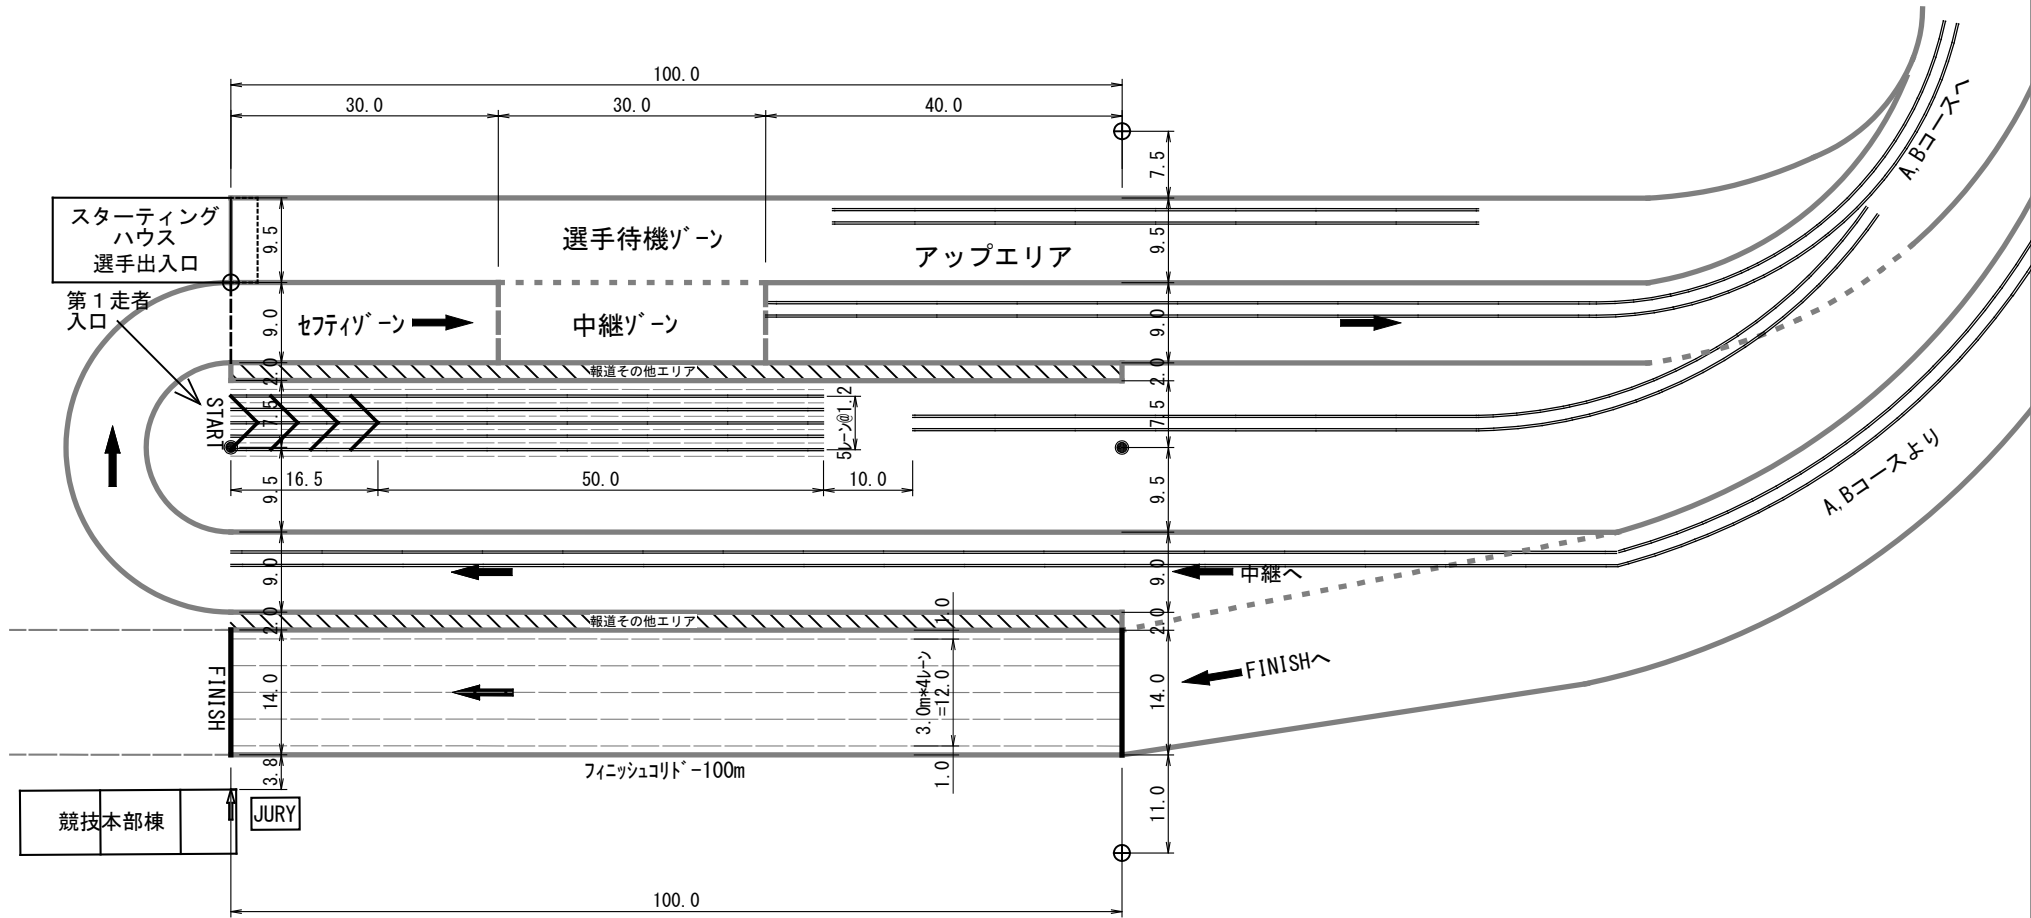 100.0
30.0
30.0
40.0
7.5
スターティング
ハウス
選手出入口
9.5
選手待機ゾーン
アップエリア
9.5
A,Bコースへ
第1走者
入口
9.0
セフティゾーン
中継ゾーン
9.0
2.0
報道その他エリア
2.0
START
7.5
5レーン@1.2
7.5
16.5
50.0
10.0
9.5
9.5
A,Bコースより
9.0
9.0
中継へ
2.0
報道その他エリア
1.0
2.0
FINISH
14.0
3.0m*4レーン
=12.0
14.0
FINISHへ
3.8
フィニッシュコリドー100m
1.0
11.0
競技本部棟
JURY
100.0